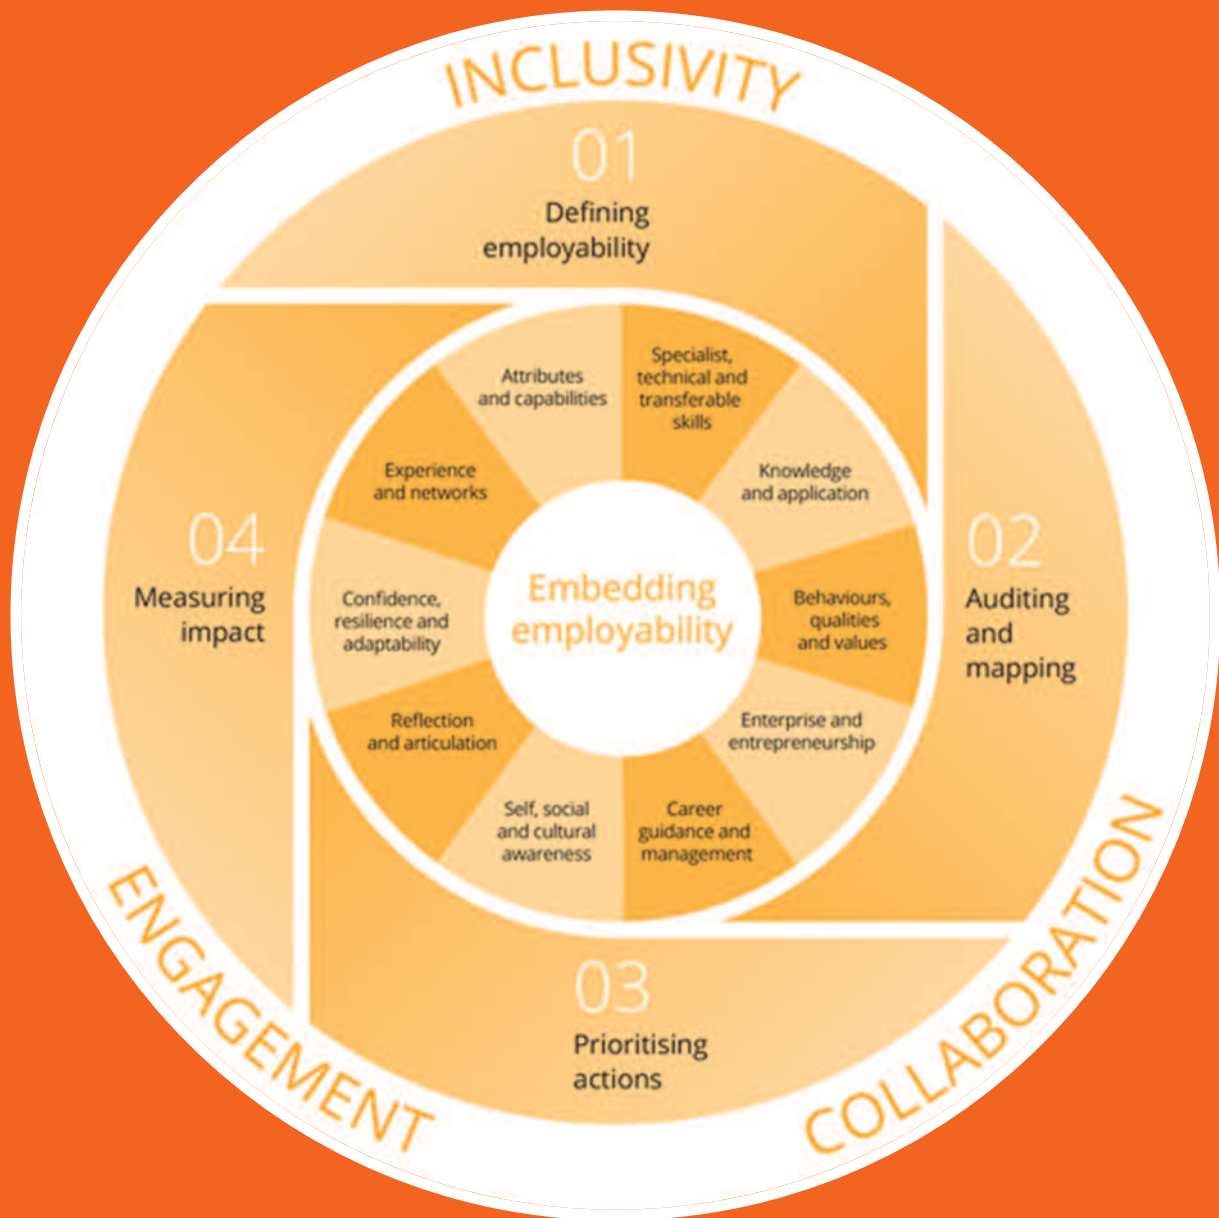 INCLUSIVITY
01
Defining
employability
Attributes
and capabilities
Specialist,
technical and
transferable
skills
Knowledge
and application
Experience
and networks
04
Measuring
impact
Confidence,
resilience and
adaptability
Embedding
employability
Behaviours,
qualities
and values
02
Auditing
and
mapping
Reflection
and articulation
Enterprise and
entrepreneurship
Self, social
and cultural
awareness
Career
guidance and
management
03
Prioritising
actions
ENGAGEMENT
COLLABORATION